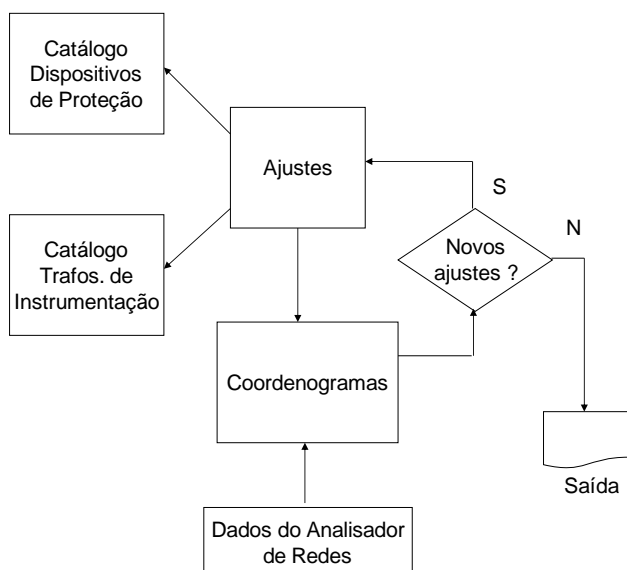 Catálogo
Dispositivos
de Proteção
Ajustes
S
N
Catálogo
Trafos. de
Instrumentação
Novos
ajustes ?
Coordenogramas
Saída
Dados do Analisador
de Redes